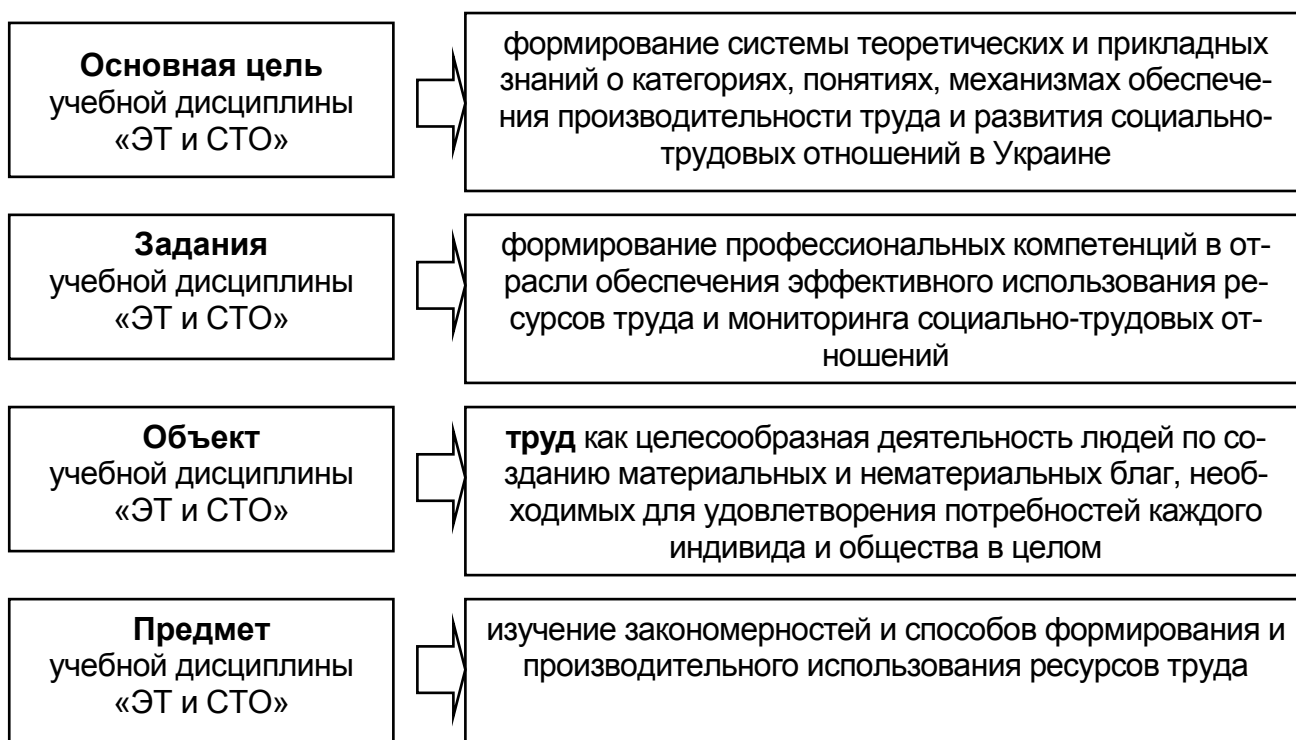 Основная цель
учебной дисциплины
«ЭТ и СТО»
формирование системы теоретических и прикладных
знаний о категориях, понятиях, механизмах обеспече-
ния производительности труда и развития социально-
трудовых отношений в Украине
Задания
учебной дисциплины
«ЭТ и СТО»
формирование профессиональных компетенций в от-
расли обеспечения эффективного использования ре-
сурсов труда и мониторинга социально-трудовых от-
ношений
Объект
учебной дисциплины
«ЭТ и СТО»
труд как целесообразная деятельность людей по со-
зданию материальных и нематериальных благ, необ-
ходимых для удовлетворения потребностей каждого
индивида и общества в целом
Предмет
учебной дисциплины
«ЭТ и СТО»
изучение закономерностей и способов формирования и
производительного использования ресурсов труда